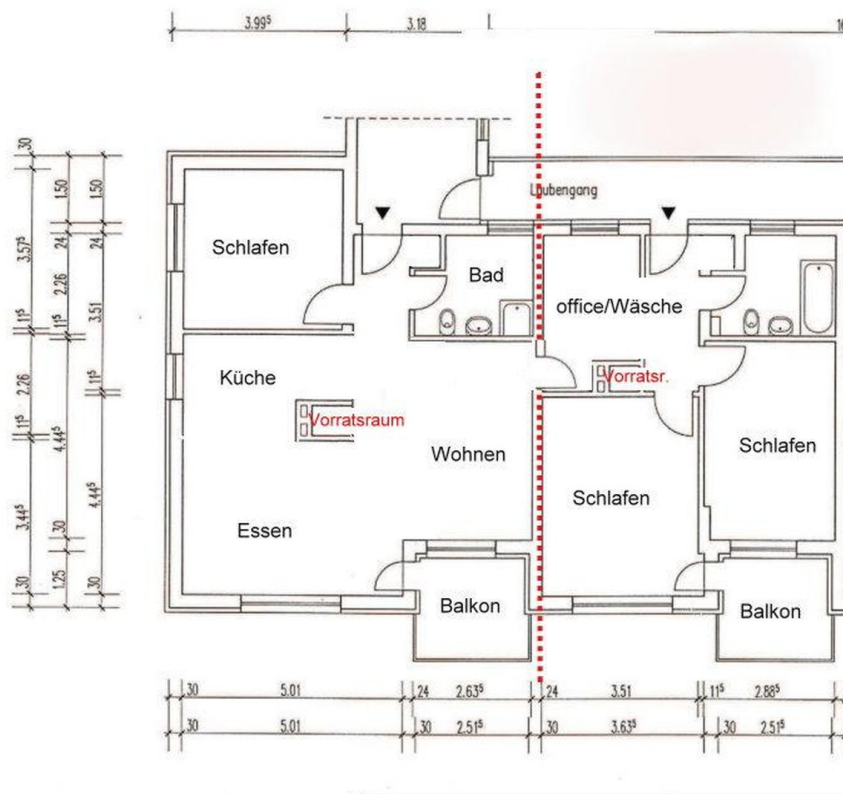 3.99⁵ 3.18 16
Laubengang
Schlafen
Bad
office/Wäsche
Küche
Vorratsr.
Vorratsraum
Wohnen
Schlafen
Schlafen
Essen
Balkon
Balkon
30 3.57⁵ 11⁵ 2.26 11⁵ 3.44⁵ 30
1.50 24 2.26 11⁵ 4.44⁵ 30 1.25
1.50 24 3.51 11⁵ 4.44⁵ 30
30 5.01 24 2.63⁵ 24 3.51 11⁵ 2.88⁵
30 5.01 30 2.51⁵ 30 3.63⁵ 30 2.51⁵